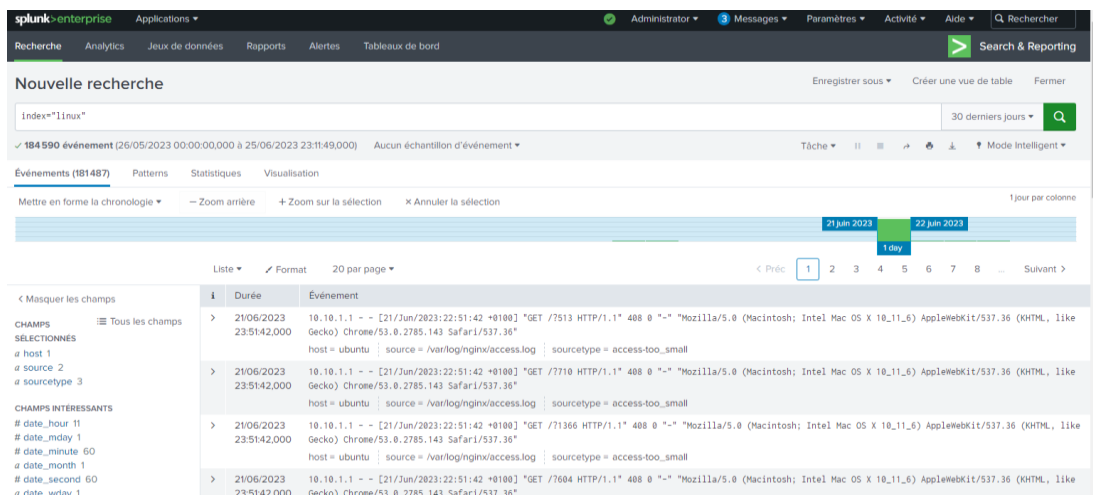 splunk>enterprise Applications ▾ Administrator ▾ 3 Messages ▾ Paramètres ▾ Activité ▾ Aide ▾ Rechercher
Recherche Analytics Jeux de données Rapports Alertes Tableaux de bord > Search & Reporting
Nouvelle recherche Enregistrer sous ▾ Créer une vue de table Fermer
index="linux" 30 derniers jours ▾
✓ 184 590 événement (26/05/2023 00:00:00,000 à 25/06/2023 23:11:49,000) Aucun échantillon d'événement ▾ Tâche ▾ Mode Intelligent ▾
Événements (181 487) Patterns Statistiques Visualisation
Mettre en forme la chronologie ▾ — Zoom arrière + Zoom sur la sélection × Annuler la sélection 1 jour par colonne
21 juin 2023 22 juin 2023
1 day
Liste ▾ Format 20 par page ▾ < Préc 1 2 3 4 5 6 7 8 ... Suivant >
< Masquer les champs i Durée Événement
Tous les champs
CHAMPS SÉLECTIONNÉS
a host 1
a source 2
a sourcetype 3
CHAMPS INTÉRESSANTS
# date_hour 11
# date_mday 1
# date_minute 60
a date_month 1
# date_second 60
a date_wday 1
> 21/06/2023 23:51:42,000 10.10.1.1 - - [21/Jun/2023:22:51:42 +0100] "GET /?513 HTTP/1.1" 408 0 "-" "Mozilla/5.0 (Macintosh; Intel Mac OS X 10_11_6) AppleWebKit/537.36 (KHTML, like
Gecko) Chrome/53.0.2785.143 Safari/537.36"
host = ubuntu source = /var/log/nginx/access.log sourcetype = access-too_small
> 21/06/2023 23:51:42,000 10.10.1.1 - - [21/Jun/2023:22:51:42 +0100] "GET /?710 HTTP/1.1" 408 0 "-" "Mozilla/5.0 (Macintosh; Intel Mac OS X 10_11_6) AppleWebKit/537.36 (KHTML, like
Gecko) Chrome/53.0.2785.143 Safari/537.36"
host = ubuntu source = /var/log/nginx/access.log sourcetype = access-too_small
> 21/06/2023 23:51:42,000 10.10.1.1 - - [21/Jun/2023:22:51:42 +0100] "GET /?1366 HTTP/1.1" 408 0 "-" "Mozilla/5.0 (Macintosh; Intel Mac OS X 10_11_6) AppleWebKit/537.36 (KHTML, like
Gecko) Chrome/53.0.2785.143 Safari/537.36"
host = ubuntu source = /var/log/nginx/access.log sourcetype = access-too_small
> 21/06/2023 23:51:42,000 10.10.1.1 - - [21/Jun/2023:22:51:42 +0100] "GET /?604 HTTP/1.1" 408 0 "-" "Mozilla/5.0 (Macintosh; Intel Mac OS X 10_11_6) AppleWebKit/537.36 (KHTML, like
Gecko) Chrome/53.0.2785.143 Safari/537.36"